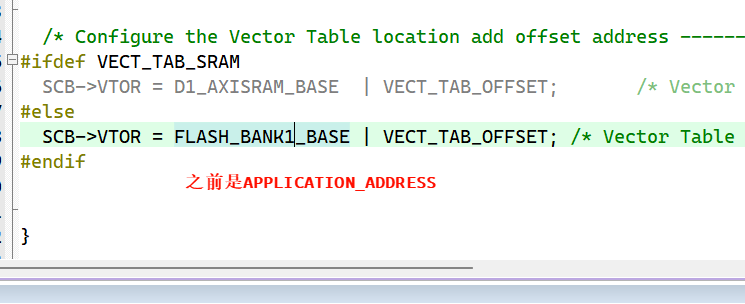 /* Configure the Vector Table location add offset address ------
#ifdef VECT_TAB_SRAM
SCB->VTOR = D1_AXISRAM_BASE  | VECT_TAB_OFFSET;       /* Vector
#else
SCB->VTOR = FLASH_BANK1_BASE | VECT_TAB_OFFSET; /* Vector Table
#endif
之前是APPLICATION_ADDRESS
}